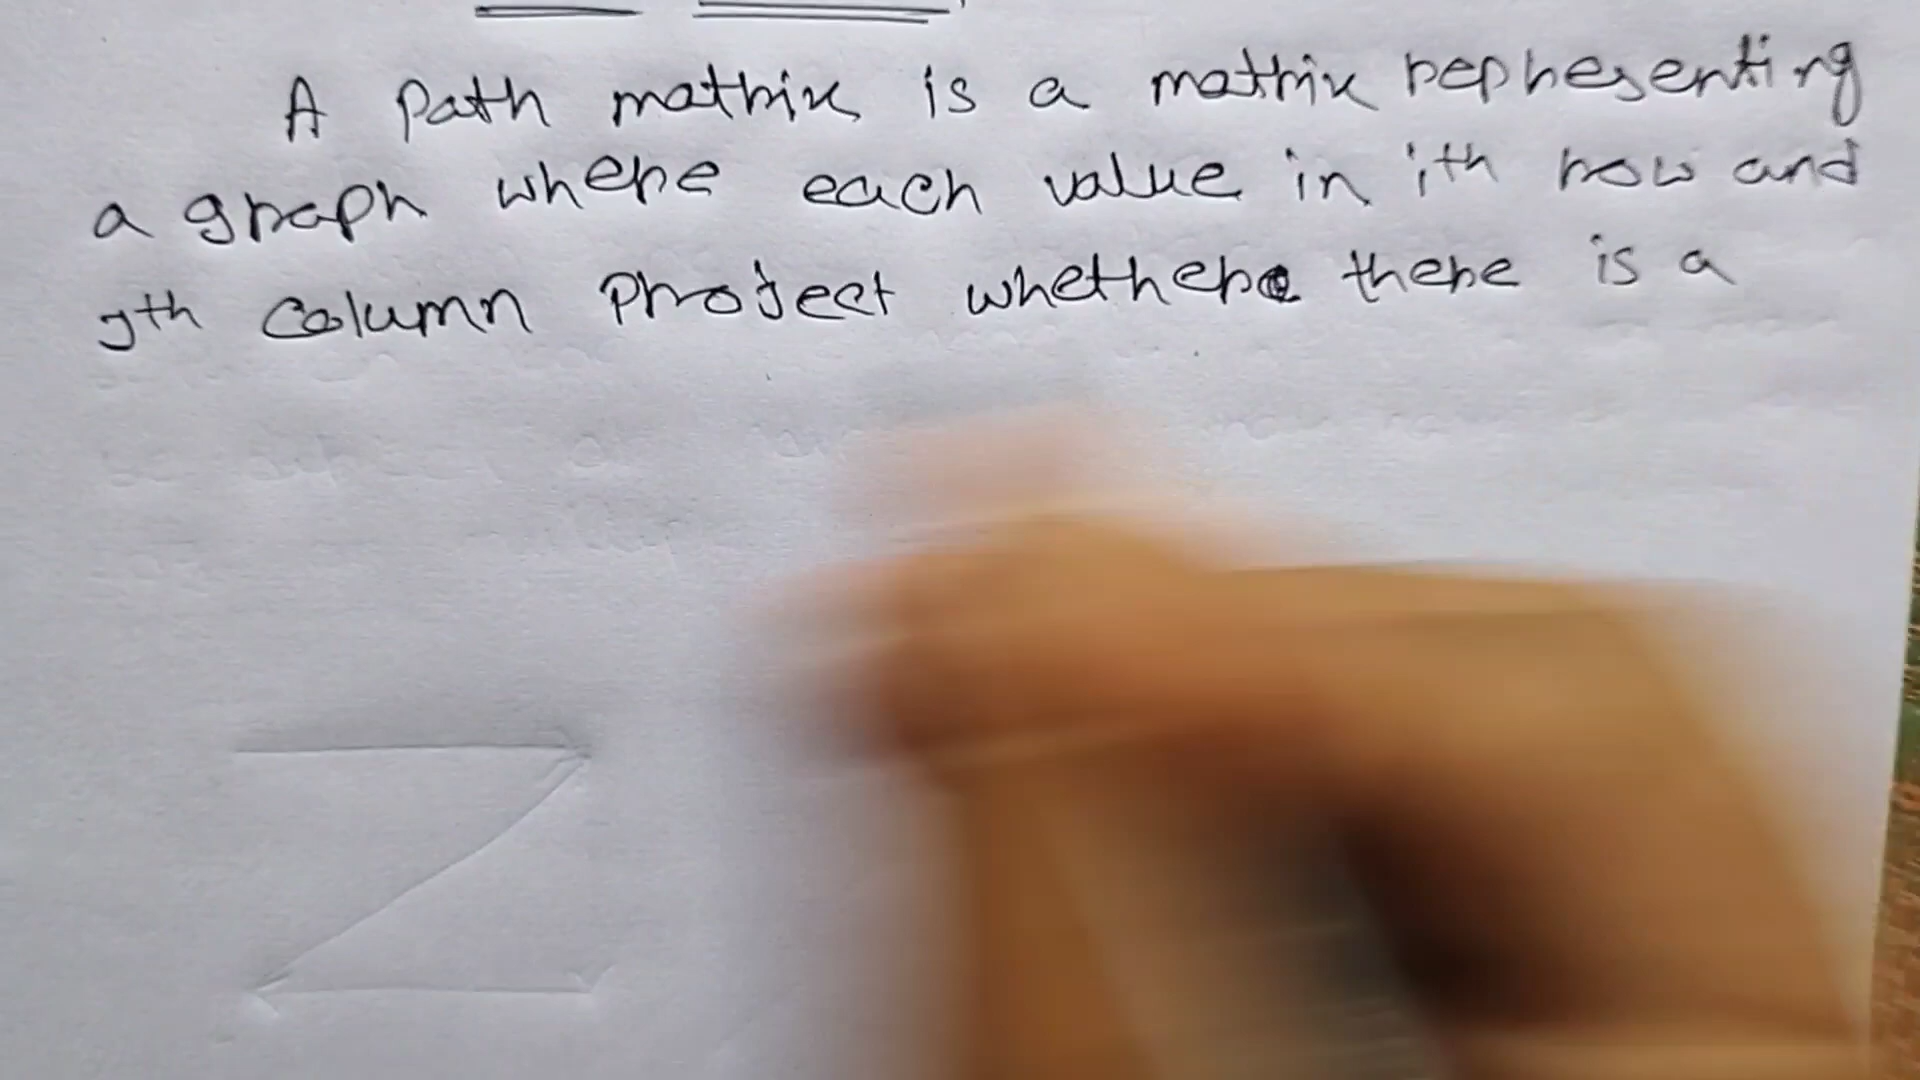 A Path matrix is a matrix representing
a graph where each value in ith row and
jth column Project whether there is a